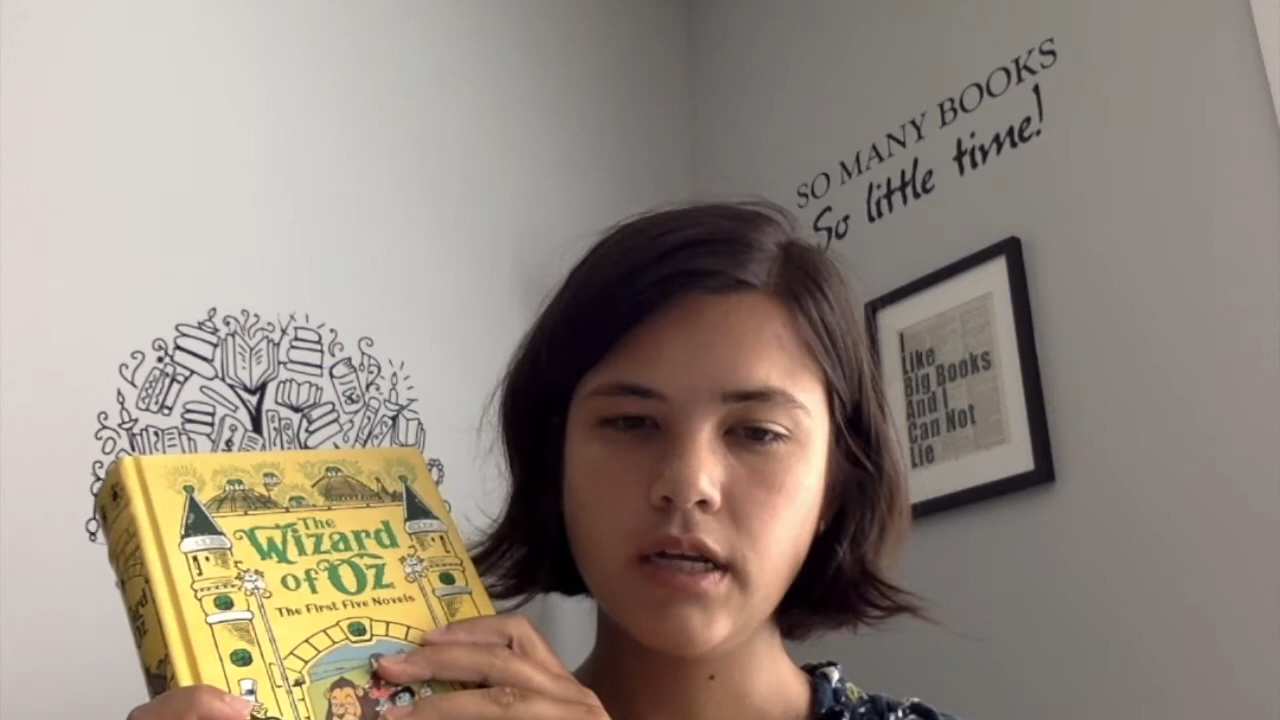 SO MANY BOOKS
So little time!
I
Like
Big Books
And I
Can Not
Lie
The
Wizard
of Oz
The First Five Novels